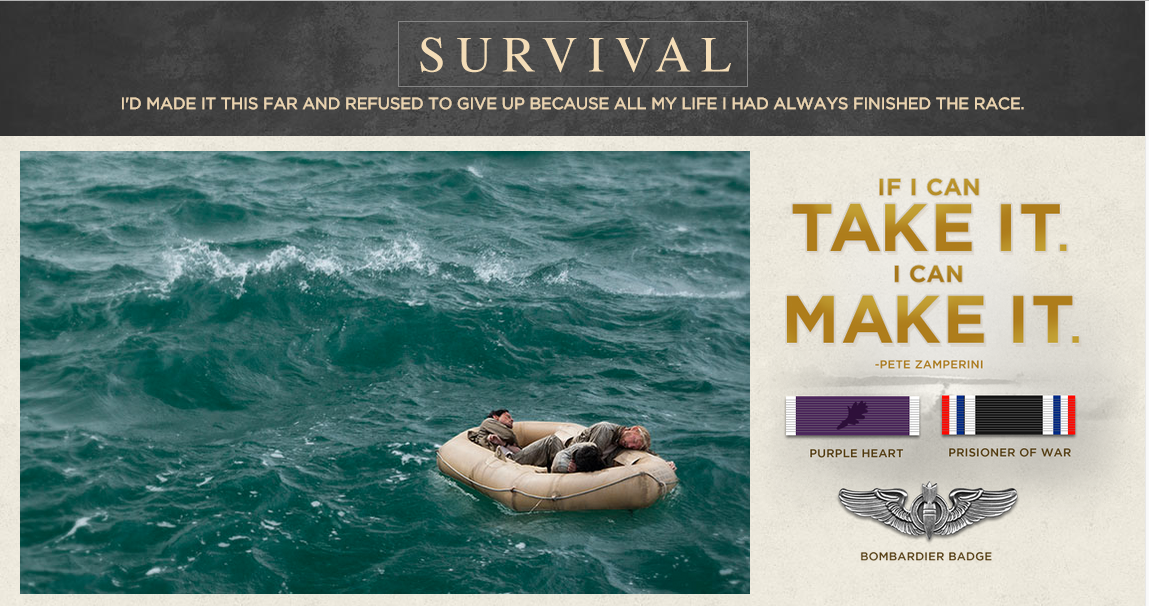 SURVIVAL
I'D MADE IT THIS FAR AND REFUSED TO GIVE UP BECAUSE ALL MY LIFE I HAD ALWAYS FINISHED THE RACE.
IF I CAN
TAKE IT.
I CAN
MAKE IT.
-PETE ZAMPERINI
PURPLE HEART
PRISIONER OF WAR
BOMBARDIER BADGE